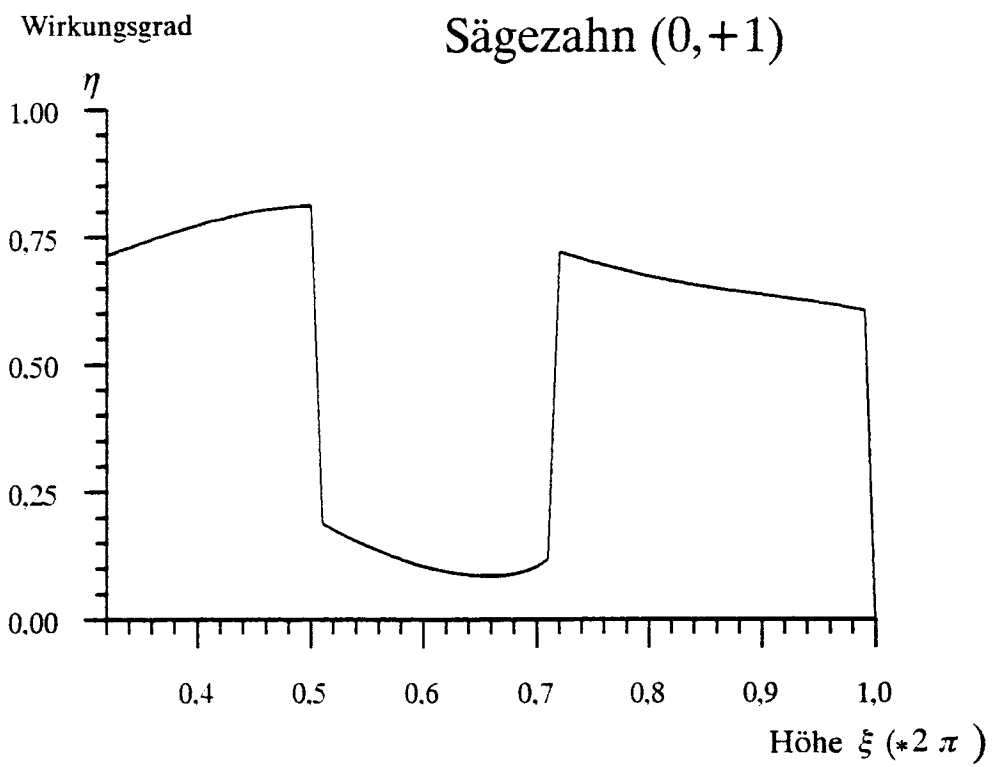 Wirkungsgrad
Sägezahn (0,+1)
η
1.00
0,75
0,50
0,25
0,00
0,4 0,5 0,6 0,7 0,8 0,9 1,0
Höhe ξ (*2 π )